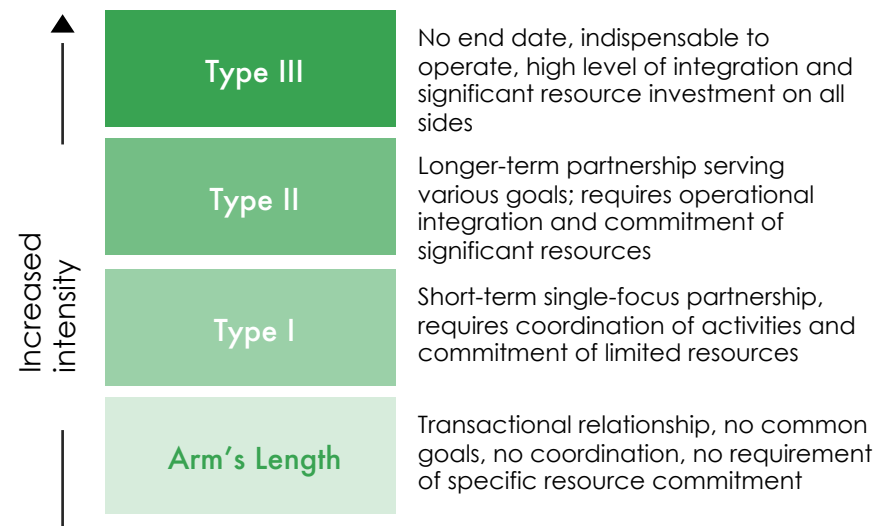 Type III
No end date, indispensable to
operate, high level of integration and
significant resource investment on all
sides
Type II
Longer-term partnership serving
various goals; requires operational
integration and commitment of
significant resources
Increased
intensity
Type I
Short-term single-focus partnership,
requires coordination of activities and
commitment of limited resources
Arm’s Length
Transactional relationship, no common
goals, no coordination, no requirement
of specific resource commitment